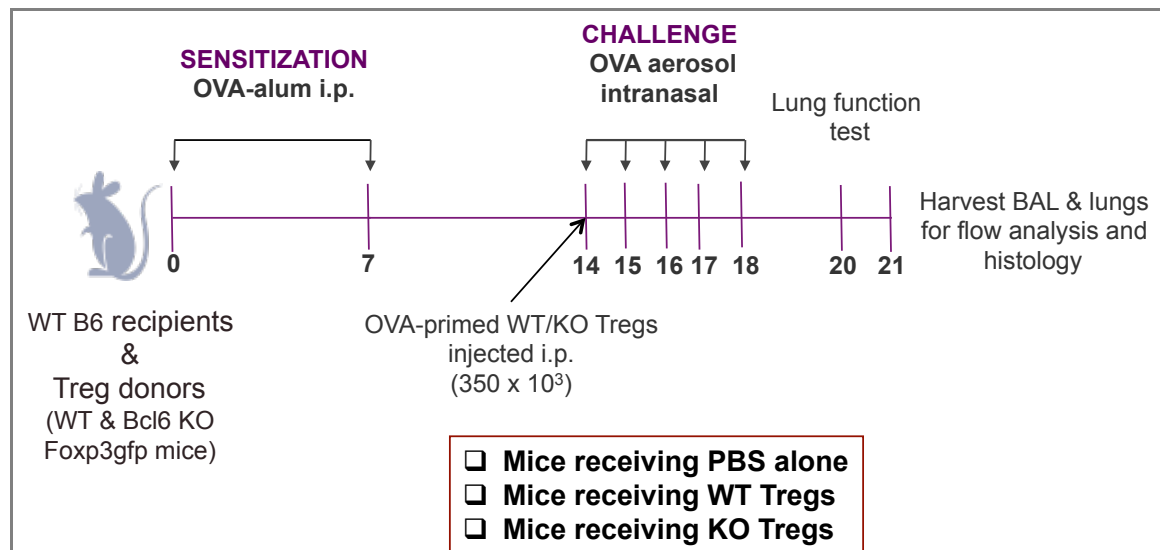 SENSITIZATION
OVA-alum i.p.
CHALLENGE
OVA aerosol
intranasal
Lung function
test
0
7
14
15
16
17
18
20
21
Harvest BAL & lungs
for flow analysis and
histology
WT B6 recipients
&
Treg donors
(WT & Bcl6 KO
Foxp3gfp mice)
OVA-primed WT/KO Tregs
injected i.p.
(350 x 10³)
❑ Mice receiving PBS alone
❑ Mice receiving WT Tregs
❑ Mice receiving KO Tregs